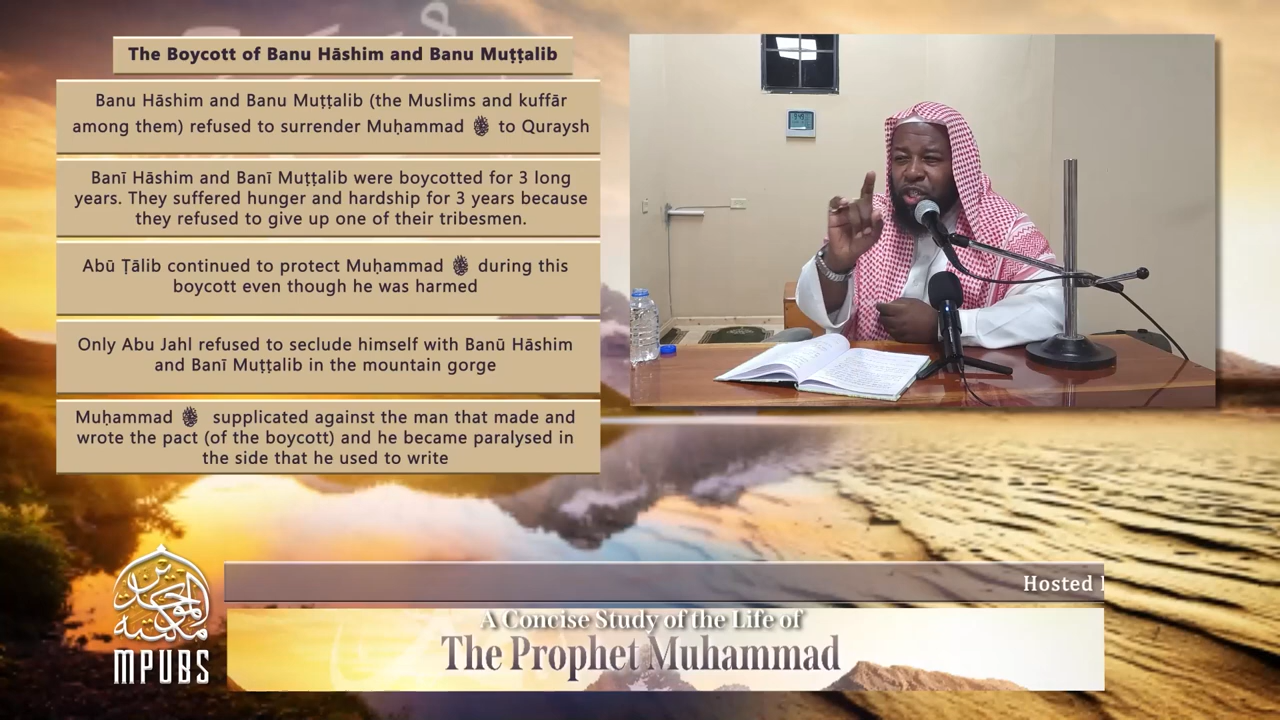 The Boycott of Banu Hāshim and Banu Muṭṭalib
Banu Hāshim and Banu Muṭṭalib (the Muslims and kuffār
among them) refused to surrender Muḥammad ﷺ to Quraysh
Banī Hāshim and Banī Muṭṭalib were boycotted for 3 long
years. They suffered hunger and hardship for 3 years because
they refused to give up one of their tribesmen.
Abū Ṭālib continued to protect Muḥammad ﷺ during this
boycott even though he was harmed
Only Abu Jahl refused to seclude himself with Banū Hāshim
and Banī Muṭṭalib in the mountain gorge
Muḥammad ﷺ supplicated against the man that made and
wrote the pact (of the boycott) and he became paralysed in
the side that he used to write
Hosted
A Concise Study of the Life of
The Prophet Muhammad
مكتبة
الموحدين
MPUBS